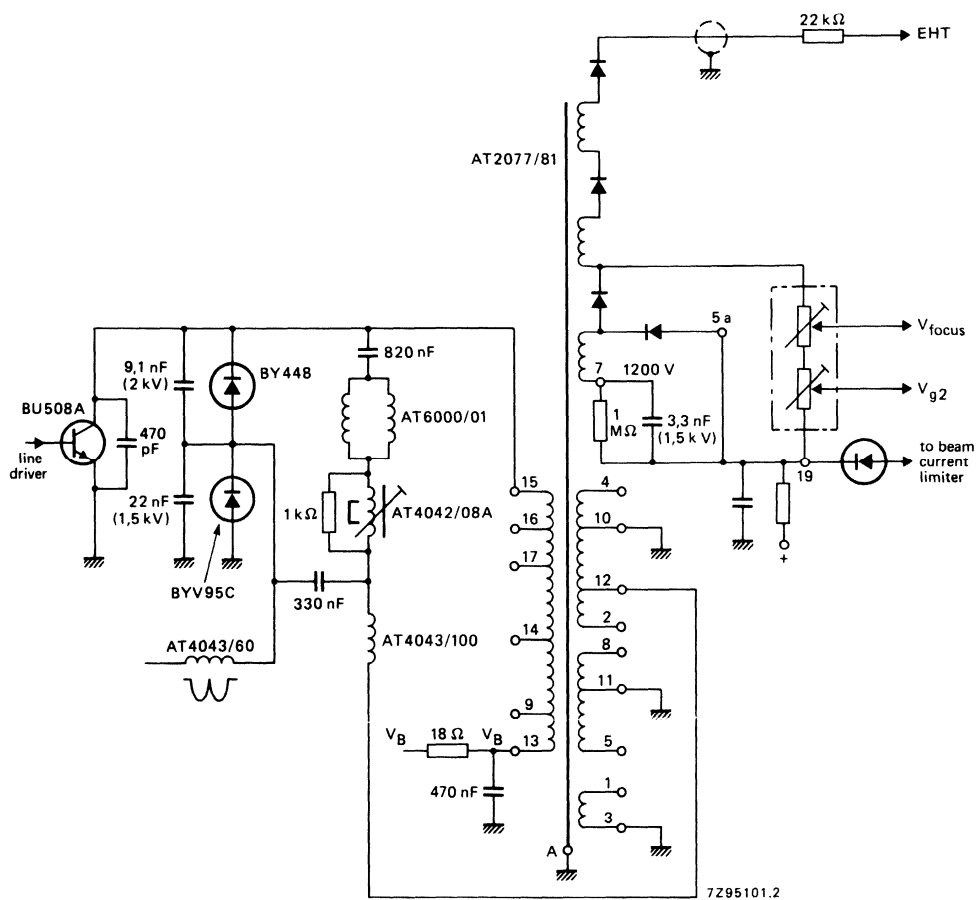 22 kΩ
EHT
AT2077/81
5a
V focus
820 nF
9,1 nF
(2 kV)
BY448
7
1200 V
V g2
BU508A
AT6000/01
1
MΩ
3,3 nF
(1,5 kV)
470
pF
line
driver
to beam
current
limiter
19
22 nF
(1,5 kV)
15
4
1 kΩ
AT4042/08A
16
10
17
+
BYV95C
330 nF
12
14
2
AT4043/60
AT4043/100
8
11
9
V B
18 Ω
V B
13
5
470 nF
1
3
A
7Z95101.2